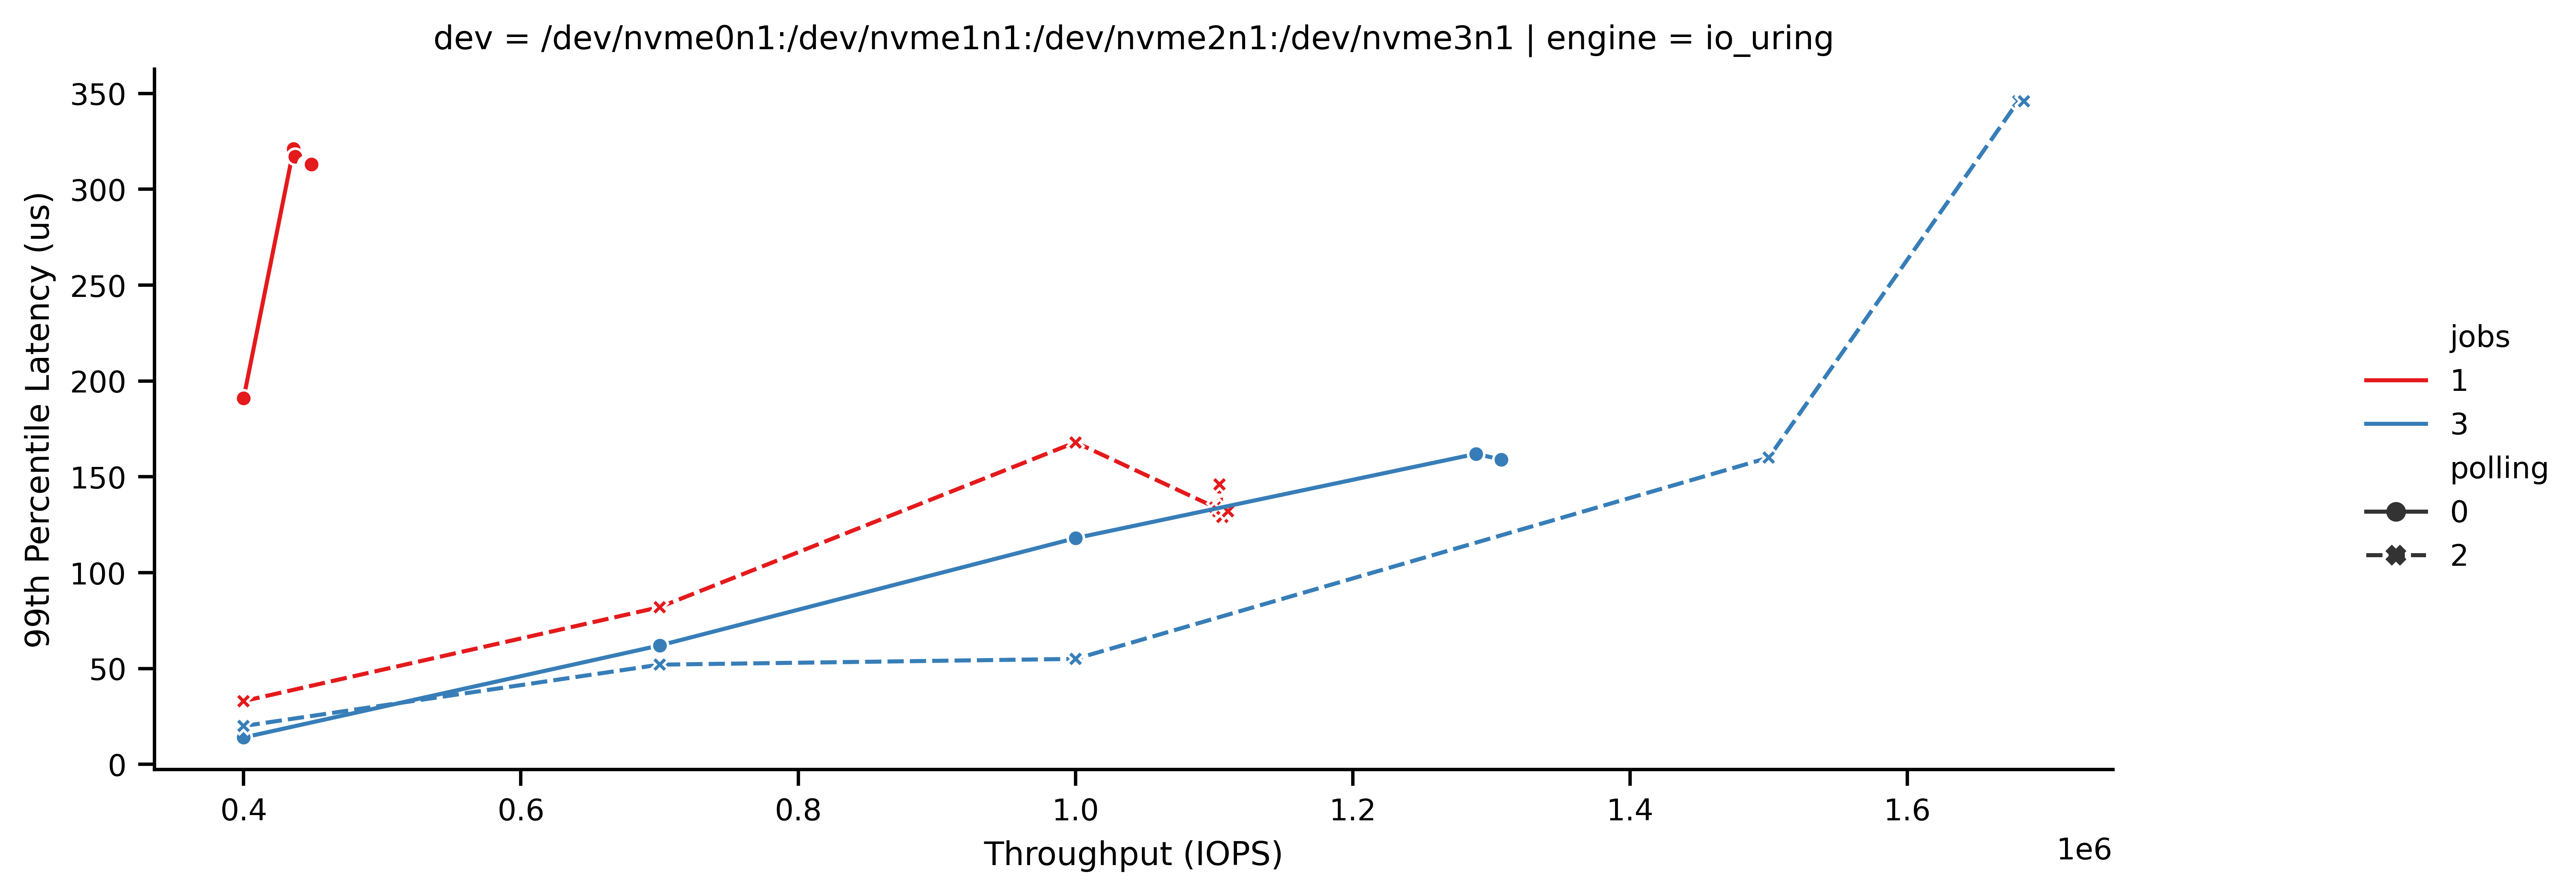 dev = /dev/nvme0n1:/dev/nvme1n1:/dev/nvme2n1:/dev/nvme3n1 | engine = io_uring
99th Percentile Latency (us)
350
300
250
200
150
100
50
0
0.4 0.6 0.8 1.0 1.2 1.4 1.6
1e6
Throughput (IOPS)
jobs
1
3
polling
0
2